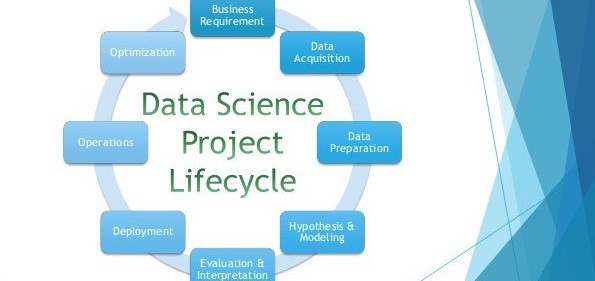 Business
Requirement
Optimization
Data
Acquisition
Data Science
Project
Lifecycle
Operations
Data
Preparation
Deployment
Hypothesis &
Modeling
Evaluation &
Interpretation